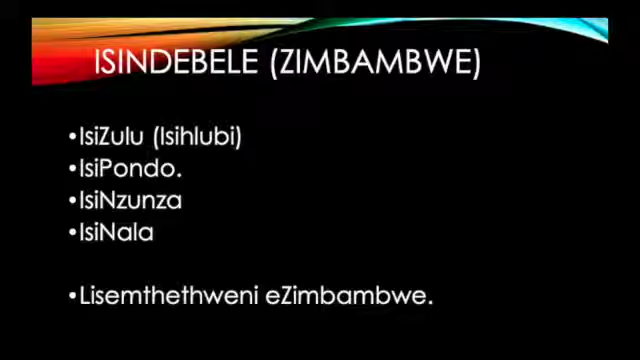 ISINDEBELE (ZIMBAMBWE)
•IsiZulu (Isihlubi)
•IsiPondo.
•IsiNzunza
•IsiNala
•Lisemthethweni eZimbambwe.